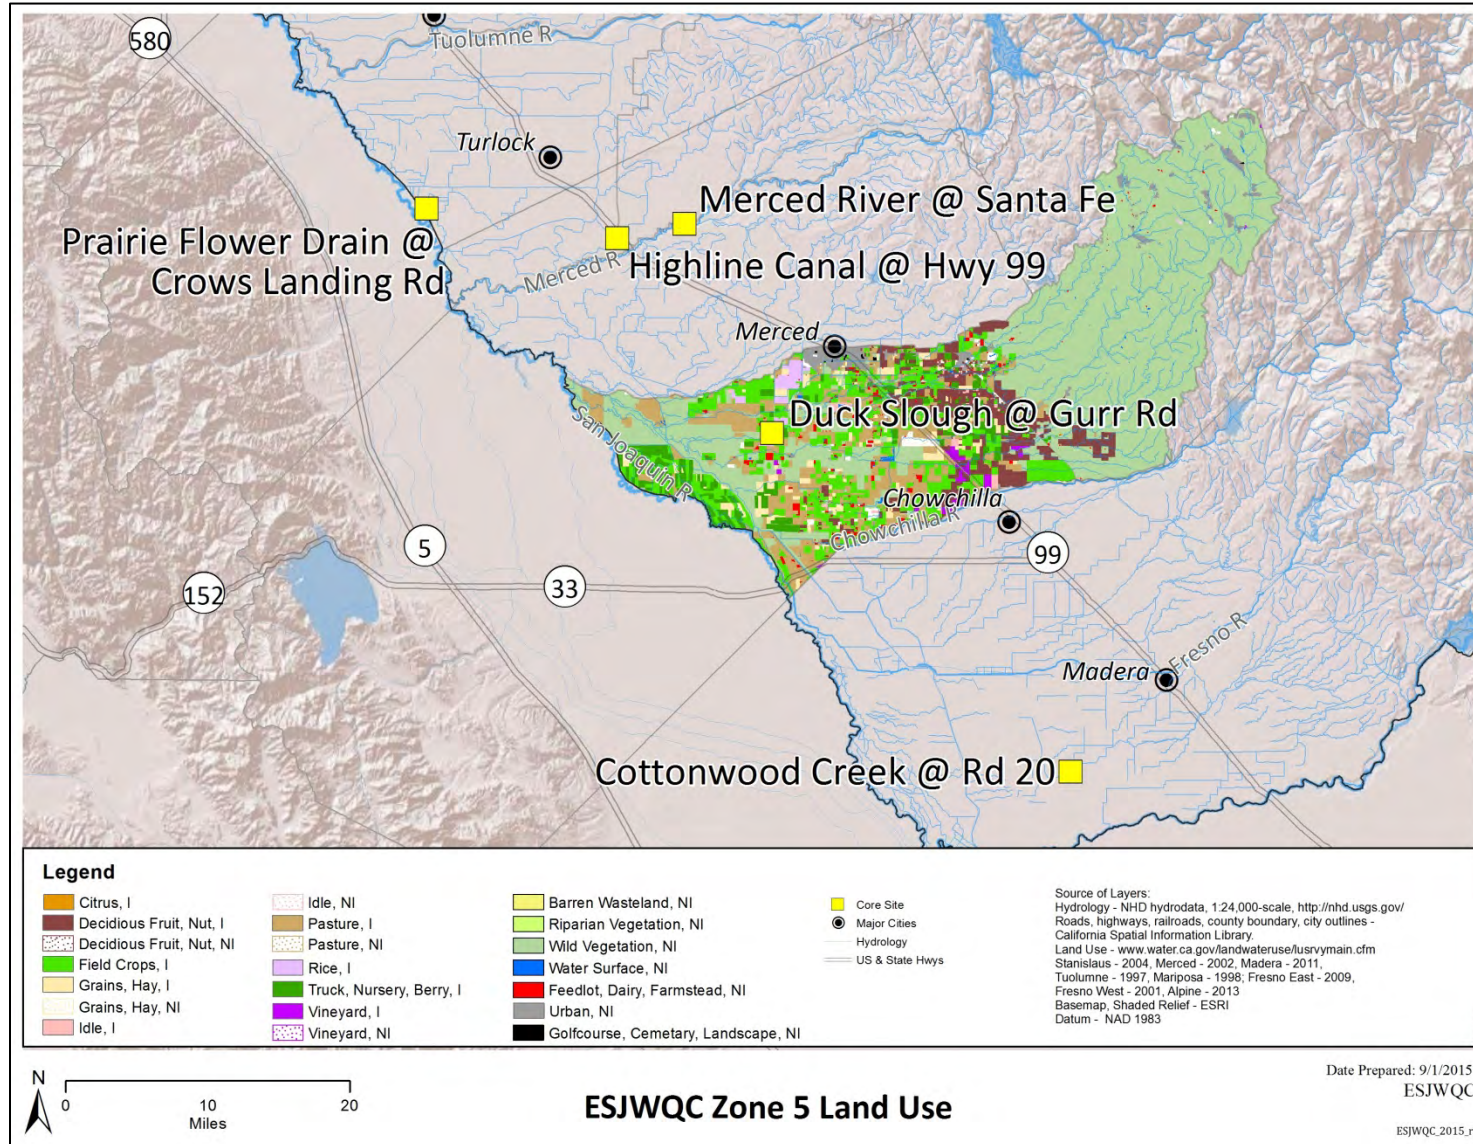 580
Tuolumne R
Turlock
Merced River @ Santa Fe
Prairie Flower Drain @
Crows Landing Rd
Highline Canal @ Hwy 99
Merced R
Merced
Duck Slough @ Gurr Rd
San Joaquin R
Chowchilla
Chowchilla R
5
99
33
152
Fresno R
Madera
Cottonwood Creek @ Rd 20
Legend
Citrus, I
Decidious Fruit, Nut, I
Decidious Fruit, Nut, NI
Field Crops, I
Grains, Hay, I
Grains, Hay, NI
Idle, I
Idle, NI
Pasture, I
Pasture, NI
Rice, I
Truck, Nursery, Berry, I
Vineyard, I
Vineyard, NI
Barren Wasteland, NI
Riparian Vegetation, NI
Wild Vegetation, NI
Water Surface, NI
Feedlot, Dairy, Farmstead, NI
Urban, NI
Golfcourse, Cemetary, Landscape, NI
Core Site
Major Cities
Hydrology
US & State Hwys
Source of Layers:
Hydrology - NHD hydrodata, 1:24,000-scale, http://nhd.usgs.gov/
Roads, highways, railroads, county boundary, city outlines -
California Spatial Information Library.
Land Use - www.water.ca.gov/landwateruse/lusrvymain.cfm
Stanislaus - 2004, Merced - 2002, Madera - 2011,
Tuolumne - 1997, Mariposa - 1998; Fresno East - 2009,
Fresno West - 2001, Alpine - 2013
Basemap, Shaded Relief - ESRI
Datum - NAD 1983
N
0 10 20
Miles
ESJWQC Zone 5 Land Use
Date Prepared: 9/1/2015
ESJWQC
ESJWQC_2015_r